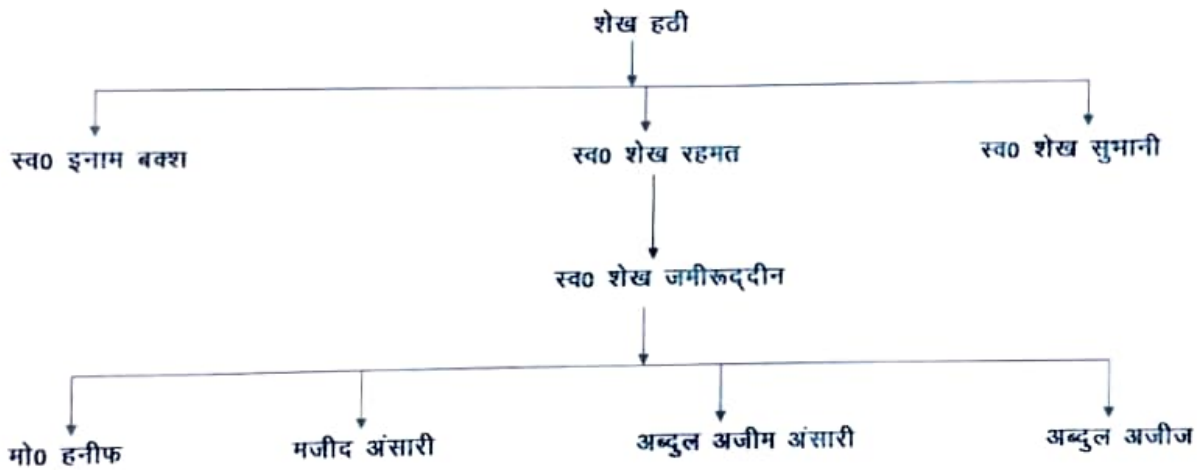 शेख हठी
स्व0 इनाम बक्श
स्व0 शेख रहमत
स्व0 शेख सुभानी
स्व0 शेख जमीरूद्दीन
मो0 हनीफ
मजीद अंसारी
अब्दुल अजीम अंसारी
अब्दुल अजीज